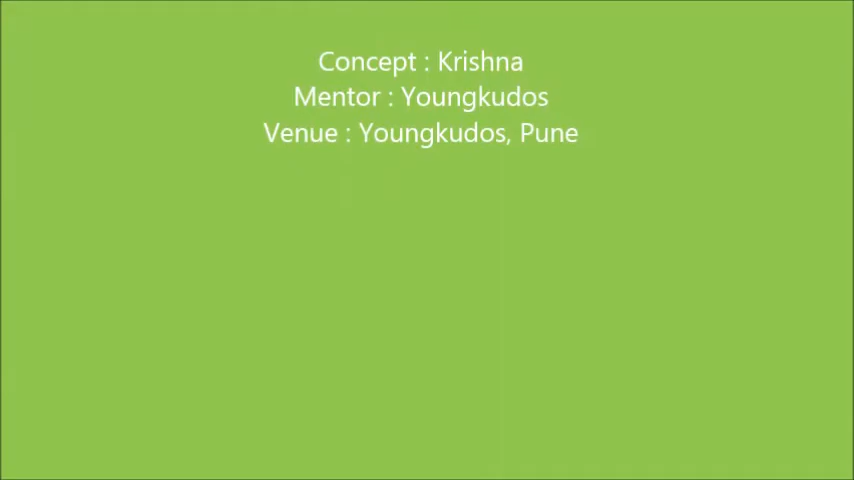 Concept : Krishna
Mentor : Youngkudos
Venue : Youngkudos, Pune